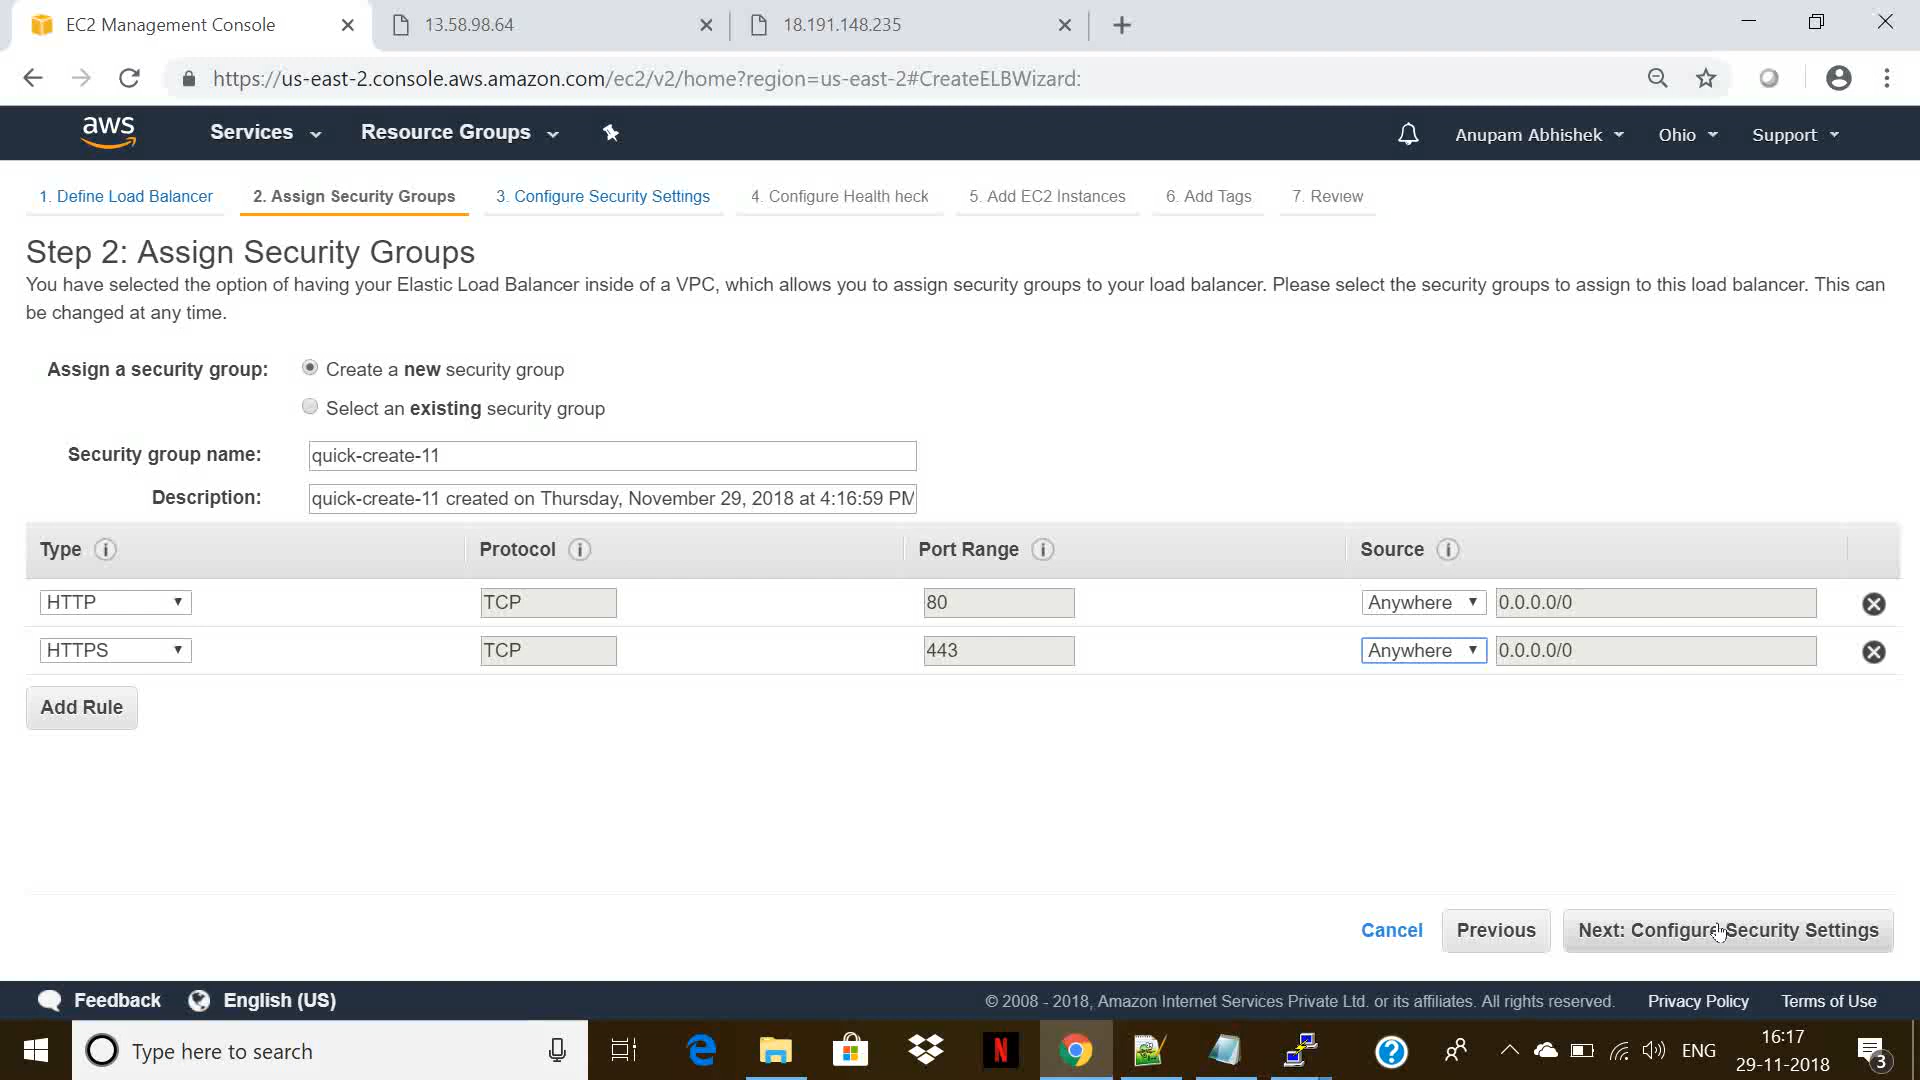 EC2 Management Console
13.58.98.64
18.191.148.235
https://us-east-2.console.aws.amazon.com/ec2/v2/home?region=us-east-2#CreateELBWizard:
aws
Services
Resource Groups
Anupam Abhishek
Ohio
Support
1. Define Load Balancer
2. Assign Security Groups
3. Configure Security Settings
4. Configure Health heck
5. Add EC2 Instances
6. Add Tags
7. Review
Step 2: Assign Security Groups
You have selected the option of having your Elastic Load Balancer inside of a VPC, which allows you to assign security groups to your load balancer. Please select the security groups to assign to this load balancer. This can
be changed at any time.
Assign a security group:
Create a new security group
Select an existing security group
Security group name:
quick-create-11
Description:
quick-create-11 created on Thursday, November 29, 2018 at 4:16:59 PM
Type
Protocol
Port Range
Source
HTTP
TCP
80
Anywhere
0.0.0.0/0
HTTPS
TCP
443
Anywhere
0.0.0.0/0
Add Rule
Cancel
Previous
Next: Configure Security Settings
Feedback
English (US)
© 2008 - 2018, Amazon Internet Services Private Ltd. or its affiliates. All rights reserved.
Privacy Policy
Terms of Use
Type here to search
ENG
16:17
29-11-2018
3